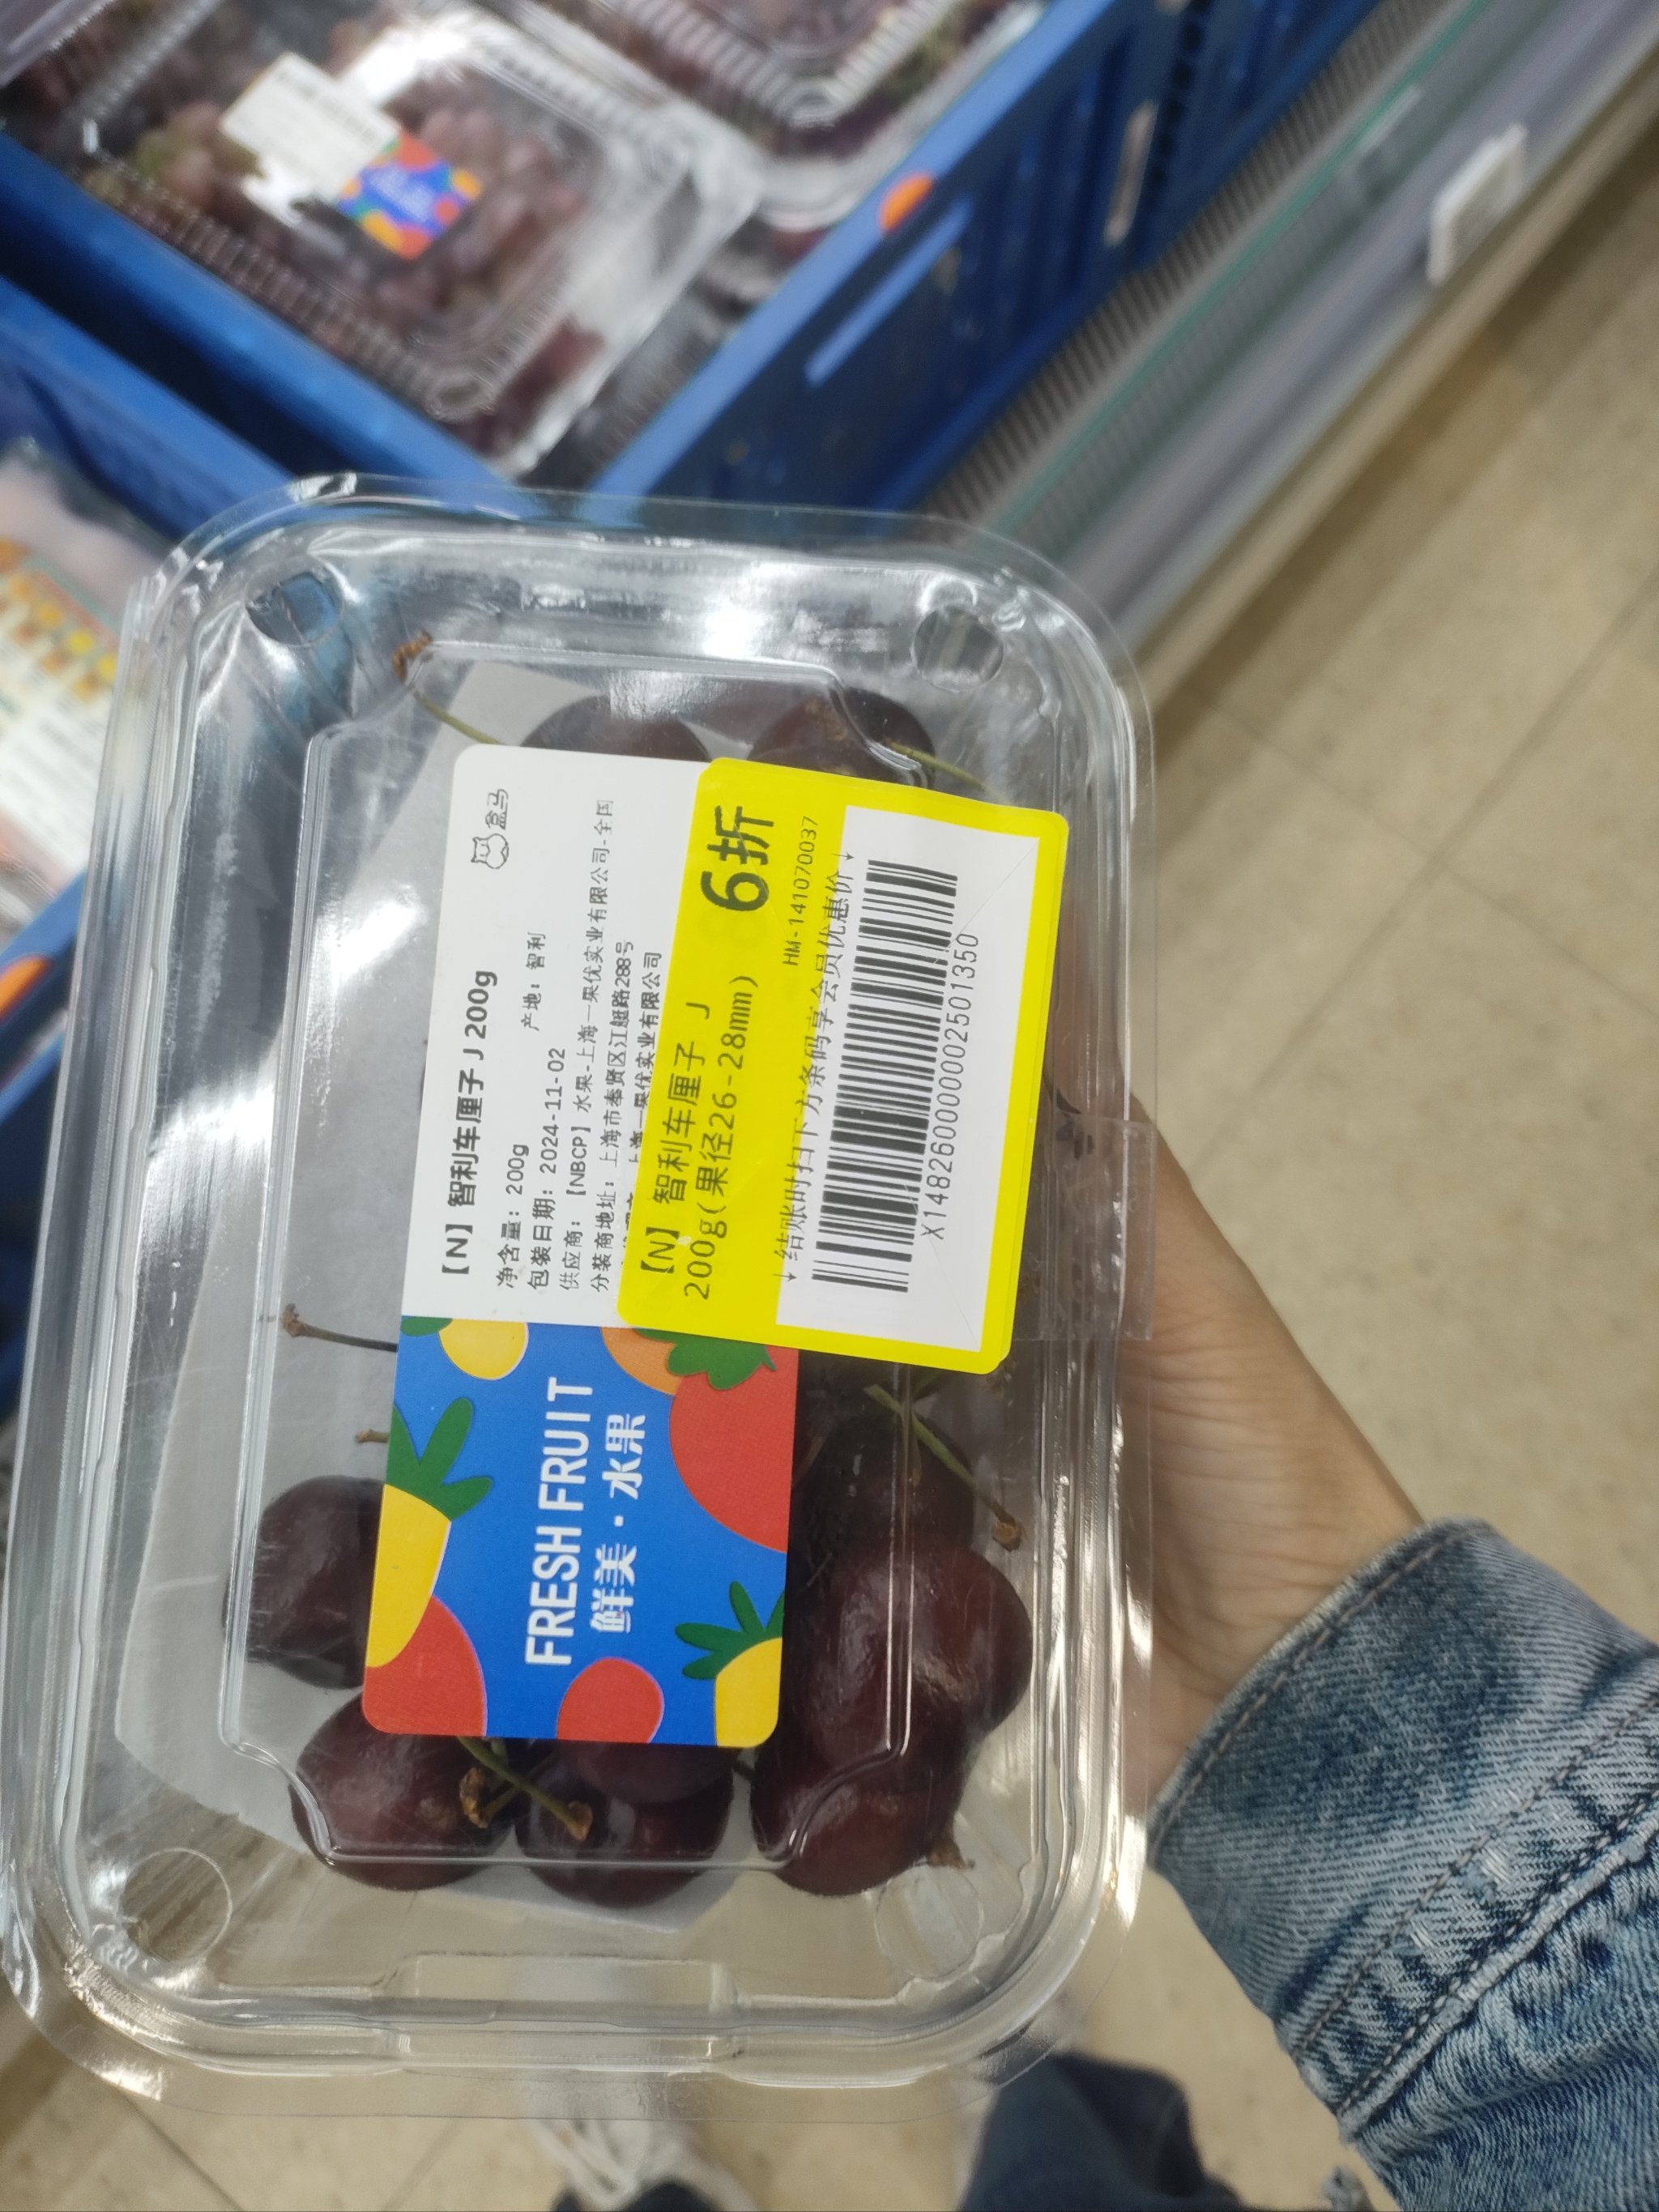 盒马
【N】智利车厘子 J 200g
净含量：200g
产地：智利
包装日期：2024-11-02
供应商：【NBCP】水果-上海一果优实业有限公司-全国
分装商地址：上海市奉贤区江艇路288号
上海一果优实业有限公司
6折
【N】智利车厘子 J
200g(果径26-28mm)
HM-141070037
↓结账时扫下方条码享会员优惠价↓
X148260000002501350
FRESH FRUIT
鲜美·水果